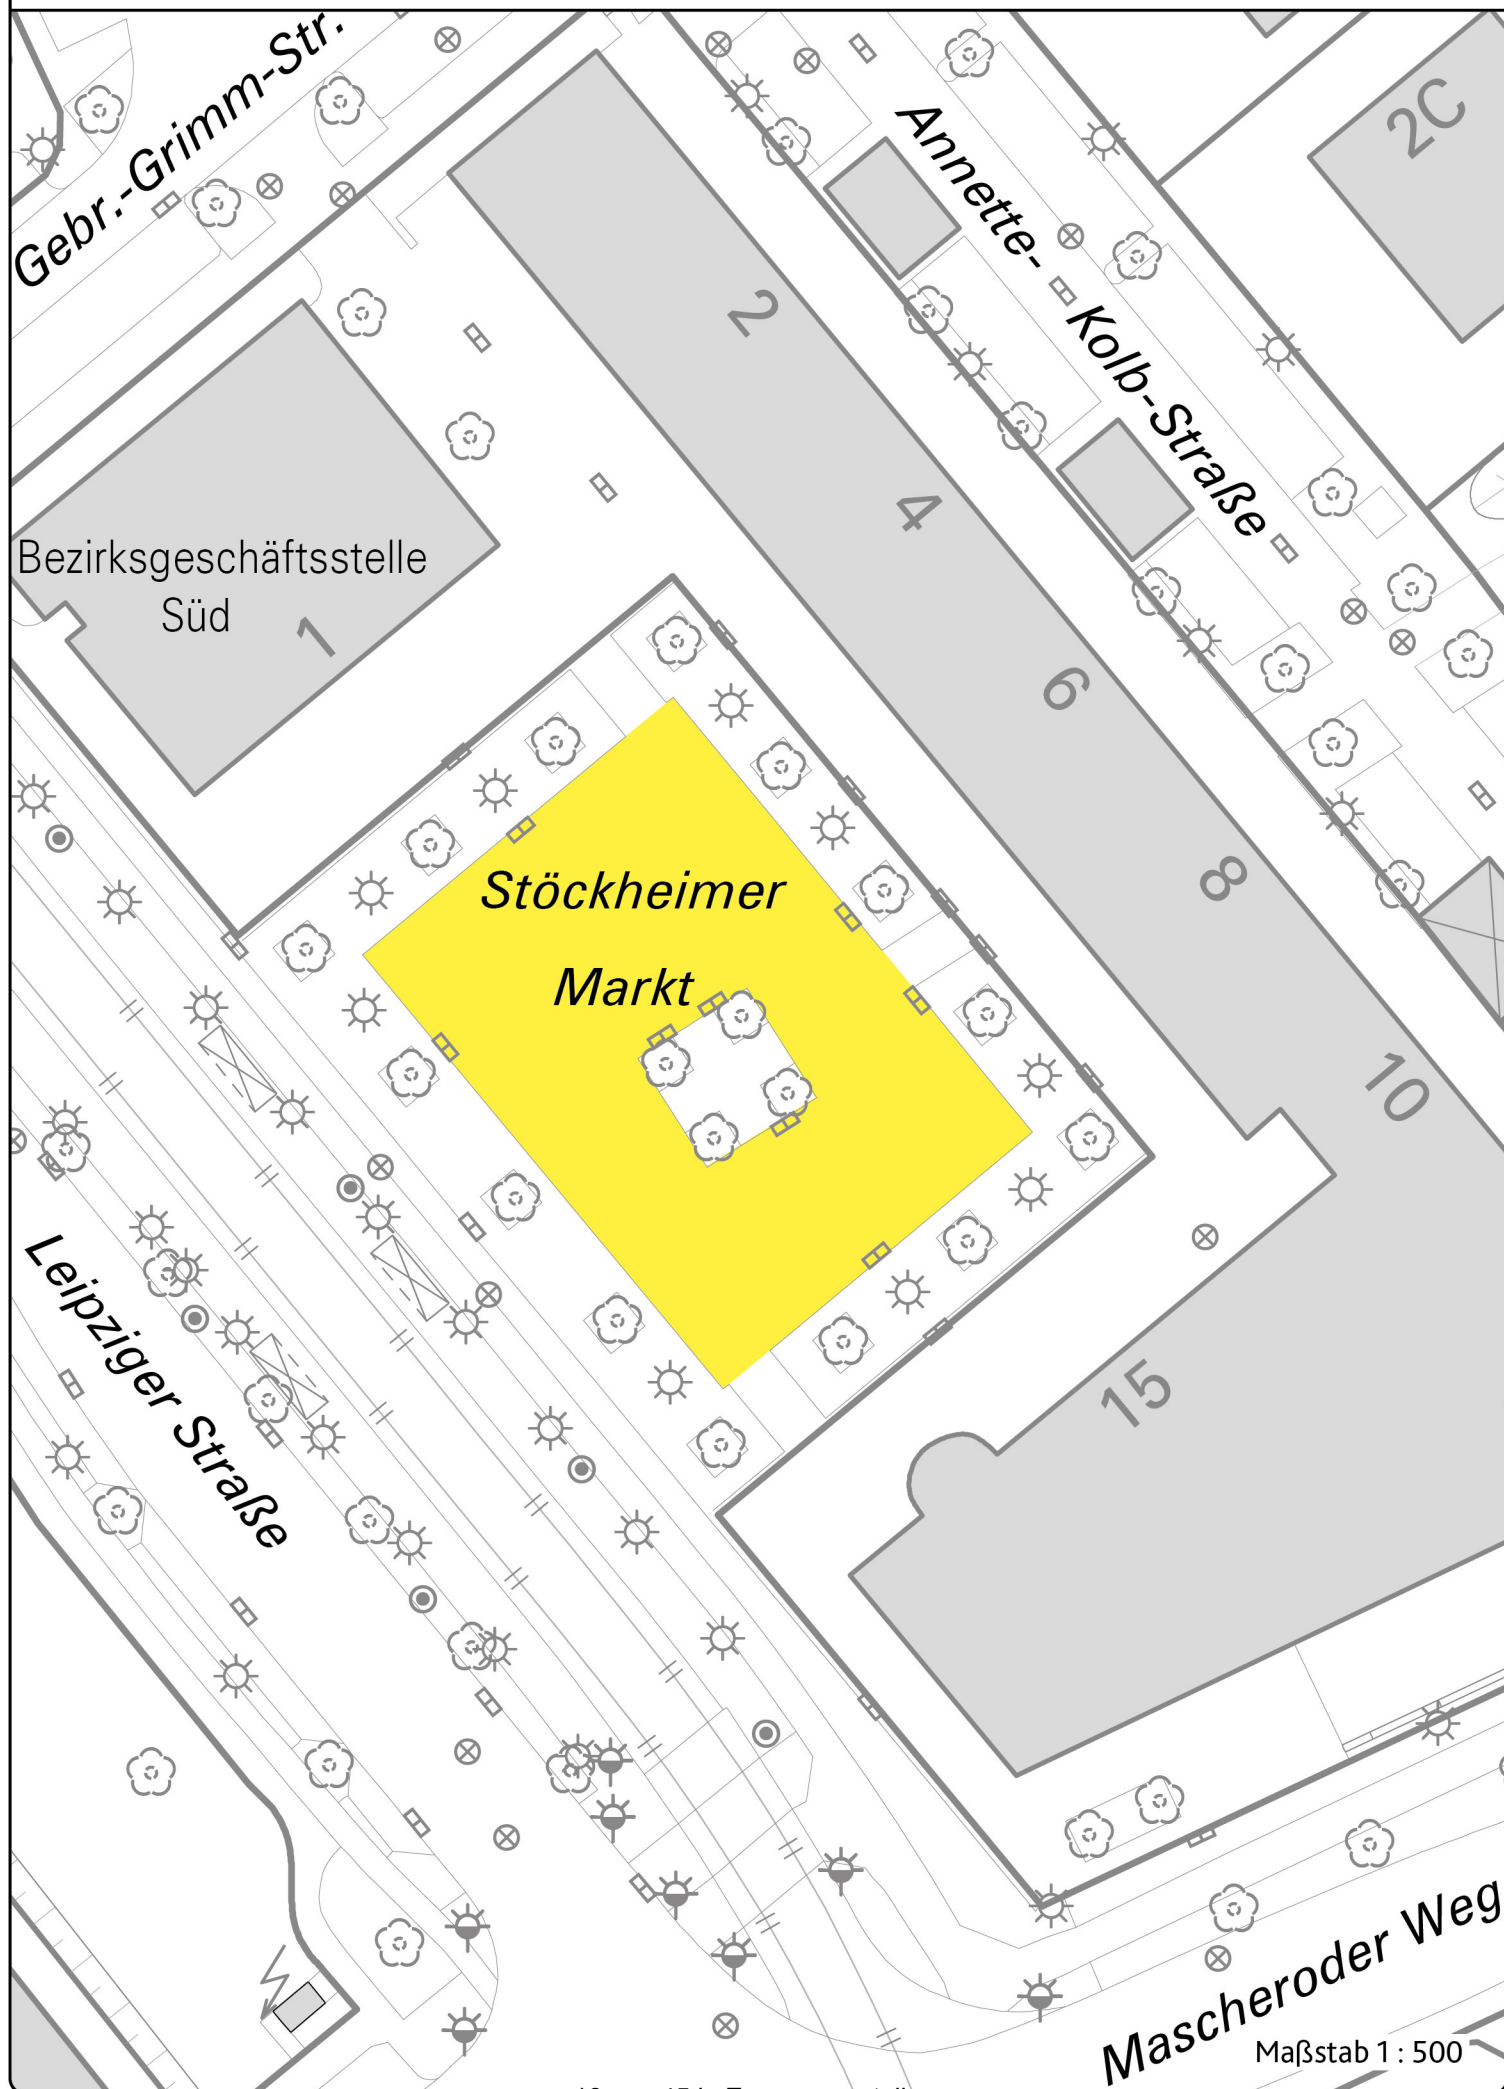 Gebr.-Grimm-Str.
Annette-
Kolb-Straße
2C
2
4
6
8
10
Bezirksgeschäftsstelle
Süd
1
Stöckheimer
Markt
15
Leipziger Straße
Mascheroder Weg
Maßstab 1 : 500